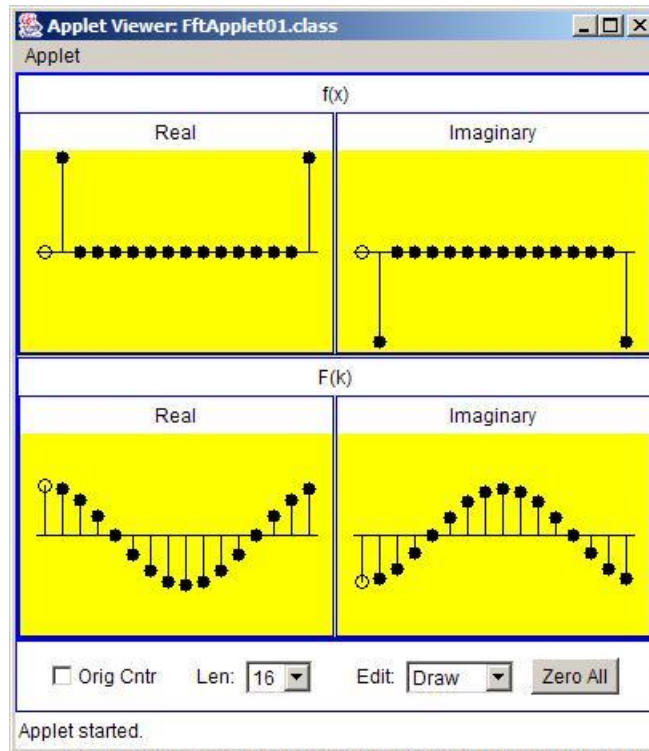 Applet Viewer: FftApplet01.class
Applet
f(x)
Real Imaginary
F(k)
Real Imaginary
Orig Cntr Len: 16 Edit: Draw Zero All
Applet started.